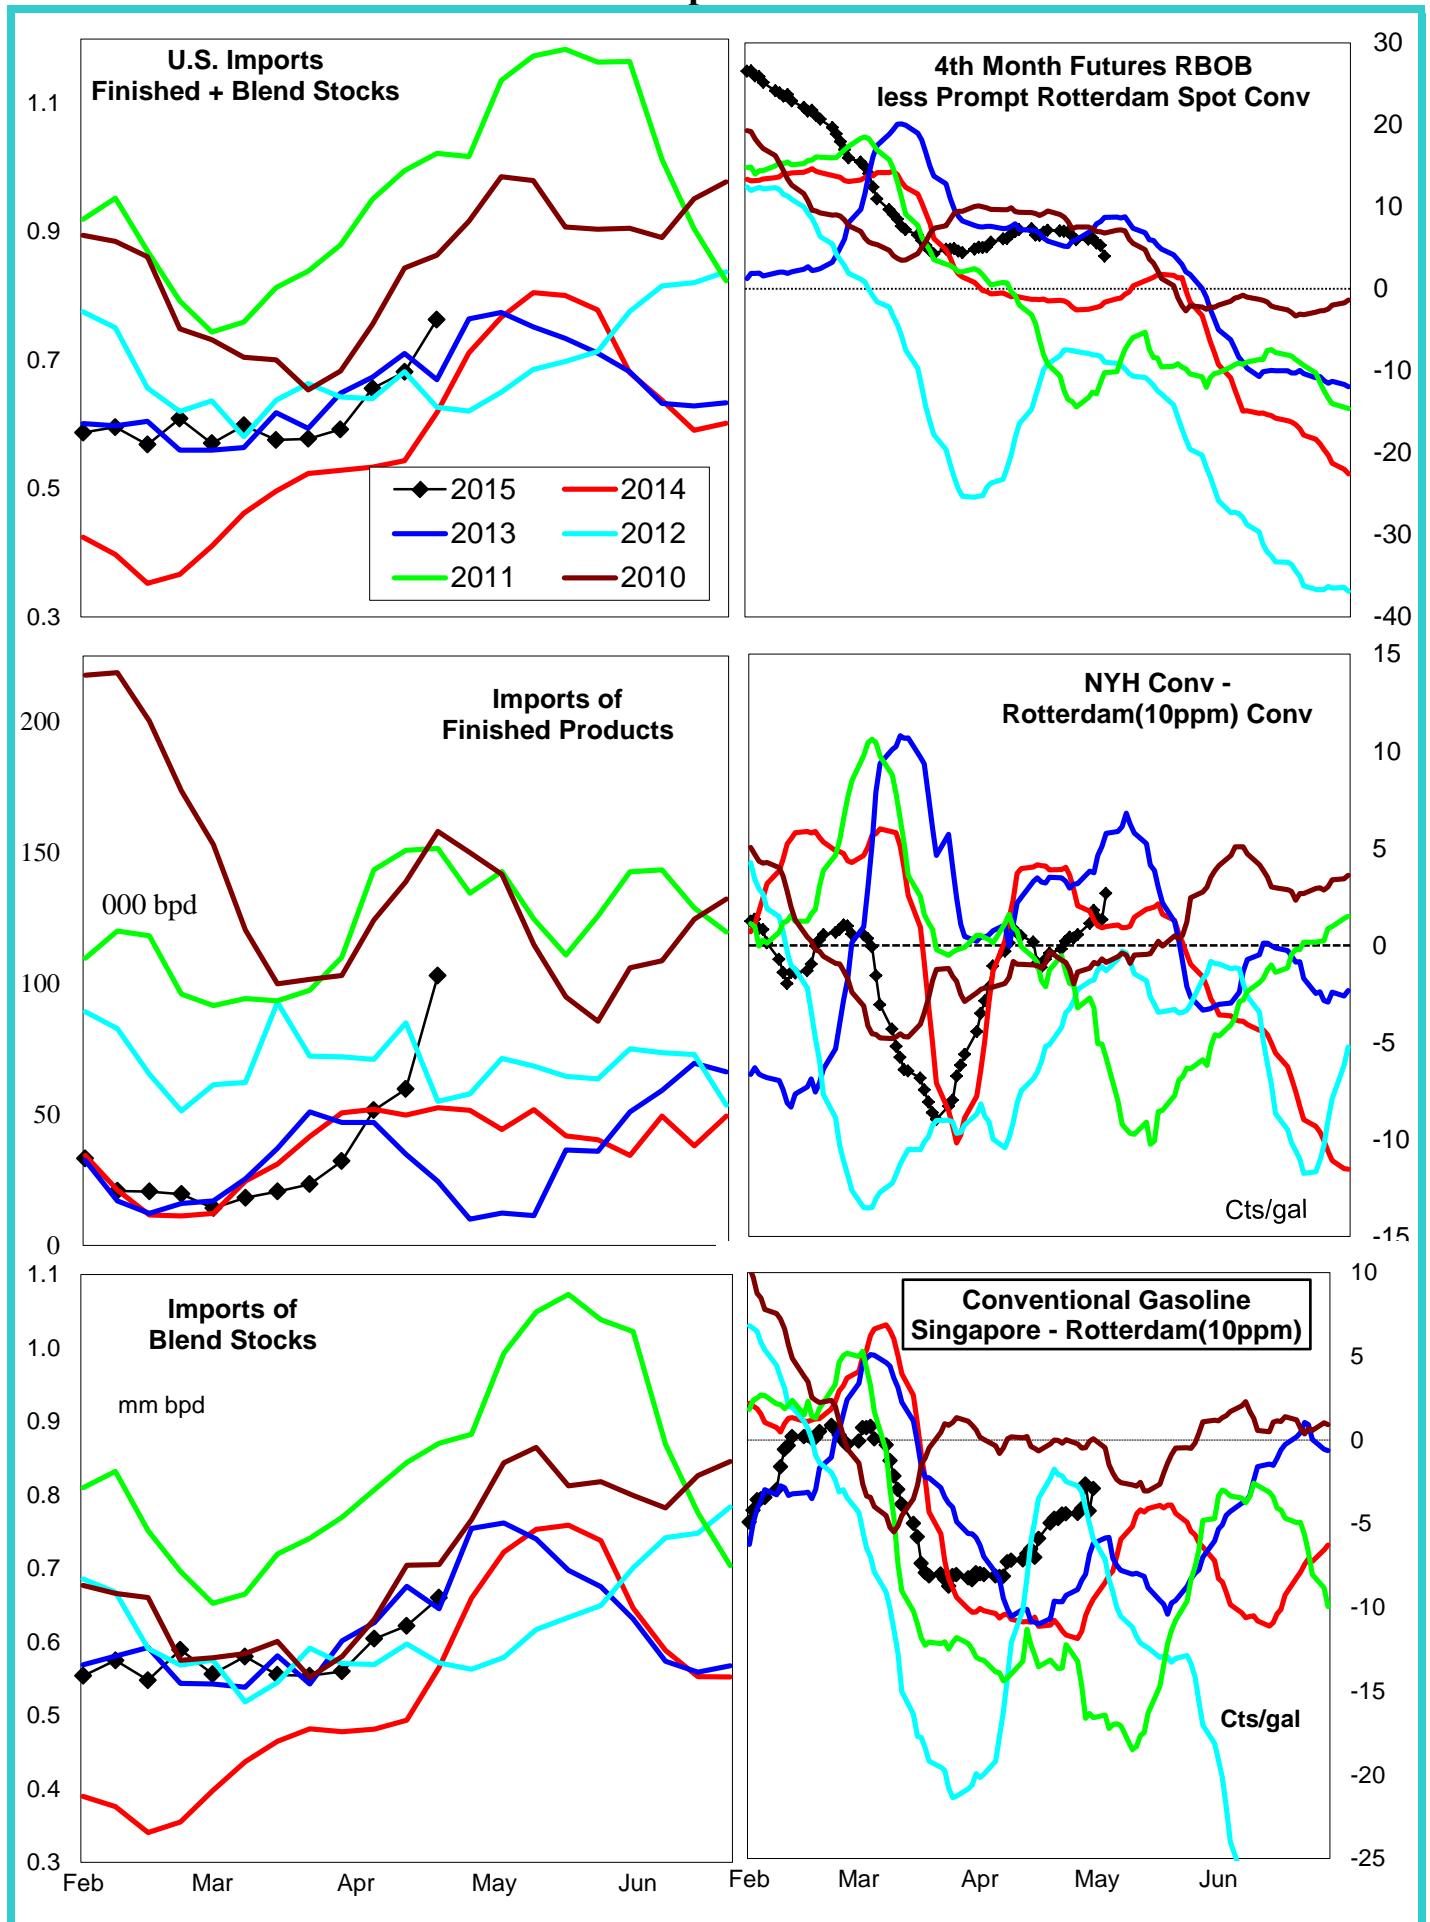 U.S. Imports
Finished + Blend Stocks
1.1
0.9
0.7
0.5
0.3
2015
2014
2013
2012
2011
2010
4th Month Futures RBOB
less Prompt Rotterdam Spot Conv
30
20
10
0
-10
-20
-30
-40
Imports of
Finished Products
000 bpd
200
150
100
50
0
NYH Conv -
Rotterdam(10ppm) Conv
Cts/gal
15
10
5
0
-5
-10
-15
Imports of
Blend Stocks
mm bpd
1.1
1.0
0.9
0.8
0.7
0.6
0.5
0.4
0.3
Feb
Mar
Apr
May
Jun
Conventional Gasoline
Singapore - Rotterdam(10ppm)
Cts/gal
10
5
0
-5
-10
-15
-20
-25
Feb
Mar
Apr
May
Jun